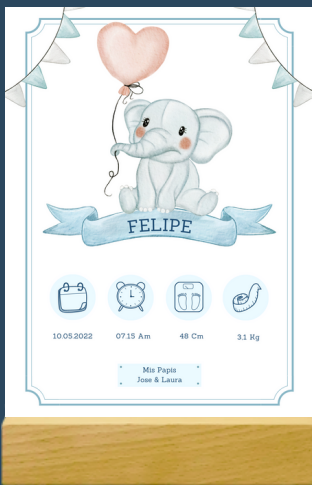 FELIPE
10.05.2022
07.15 Am
48 Cm
3.1 Kg
Mis Papis
Jose & Laura